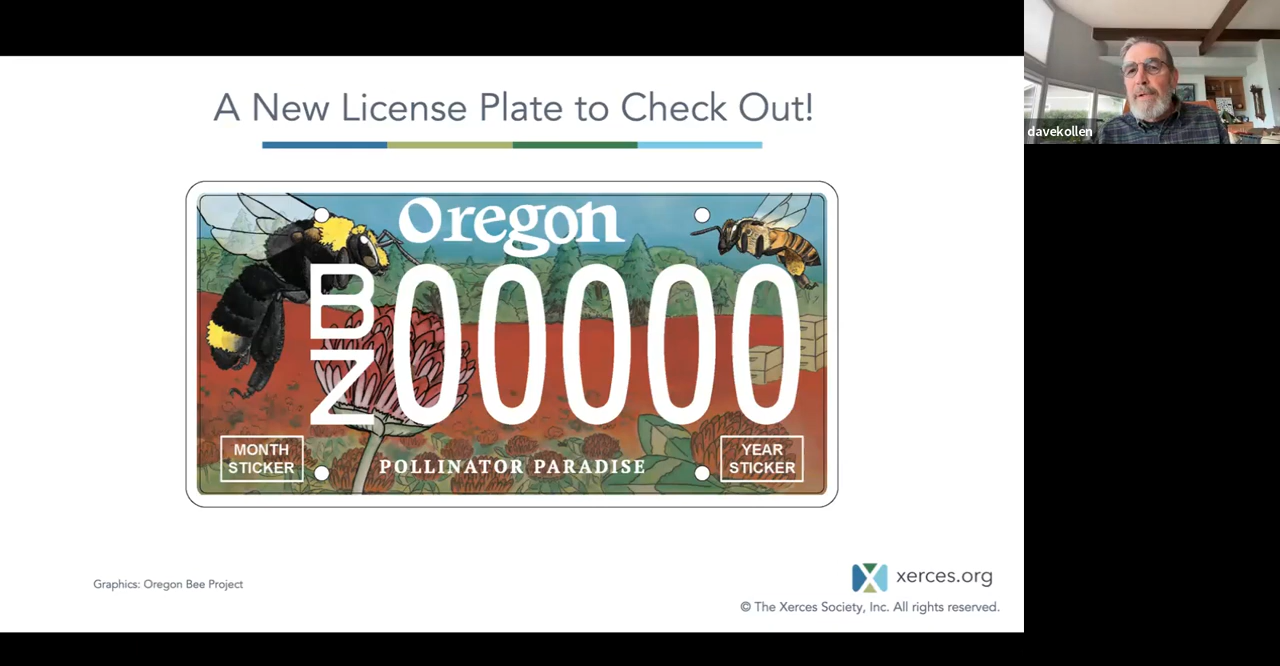 A New License Plate to Check Out!
davekollen
Oregon
BZ00000
MONTH
STICKER
POLLINATOR PARADISE
YEAR
STICKER
Graphics: Oregon Bee Project
xerces.org
© The Xerces Society, Inc. All rights reserved.